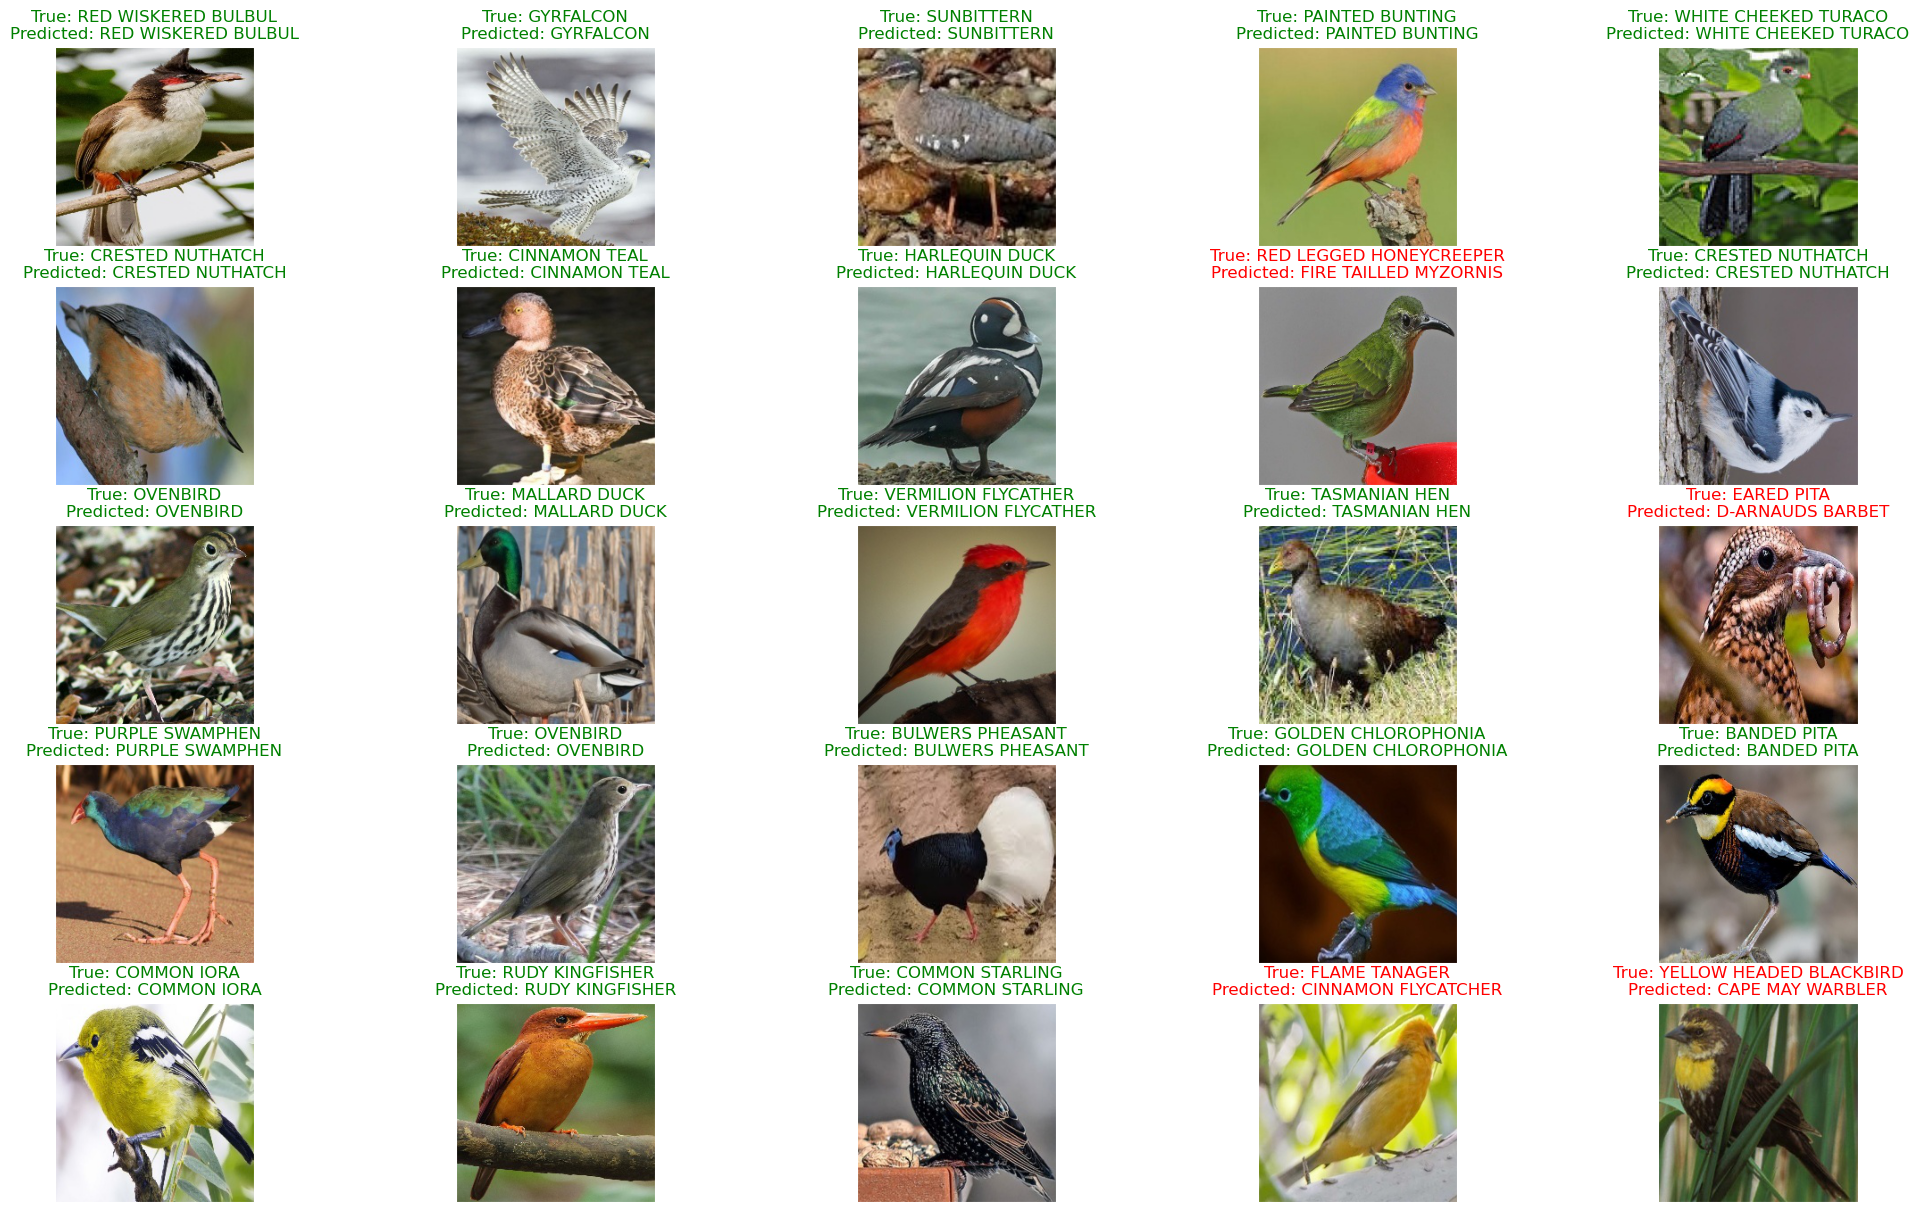 True: RED WISKERED BULBUL
Predicted: RED WISKERED BULBUL
True: GYRFALCON
Predicted: GYRFALCON
True: SUNBITTERN
Predicted: SUNBITTERN
True: PAINTED BUNTING
Predicted: PAINTED BUNTING
True: WHITE CHEEKED TURACO
Predicted: WHITE CHEEKED TURACO
True: CRESTED NUTHATCH
Predicted: CRESTED NUTHATCH
True: CINNAMON TEAL
Predicted: CINNAMON TEAL
True: HARLEQUIN DUCK
Predicted: HARLEQUIN DUCK
True: RED LEGGED HONEYCREEPER
Predicted: FIRE TAILLED MYZORNIS
True: CRESTED NUTHATCH
Predicted: CRESTED NUTHATCH
True: OVENBIRD
Predicted: OVENBIRD
True: MALLARD DUCK
Predicted: MALLARD DUCK
True: VERMILION FLYCATHER
Predicted: VERMILION FLYCATHER
True: TASMANIAN HEN
Predicted: TASMANIAN HEN
True: EARED PITA
Predicted: D-ARNAUDS BARBET
True: PURPLE SWAMPHEN
Predicted: PURPLE SWAMPHEN
True: OVENBIRD
Predicted: OVENBIRD
True: BULWERS PHEASANT
Predicted: BULWERS PHEASANT
True: GOLDEN CHLOROPHONIA
Predicted: GOLDEN CHLOROPHONIA
True: BANDED PITA
Predicted: BANDED PITA
True: COMMON IORA
Predicted: COMMON IORA
True: RUDY KINGFISHER
Predicted: RUDY KINGFISHER
True: COMMON STARLING
Predicted: COMMON STARLING
True: FLAME TANAGER
Predicted: CINNAMON FLYCATCHER
True: YELLOW HEADED BLACKBIRD
Predicted: CAPE MAY WARBLER